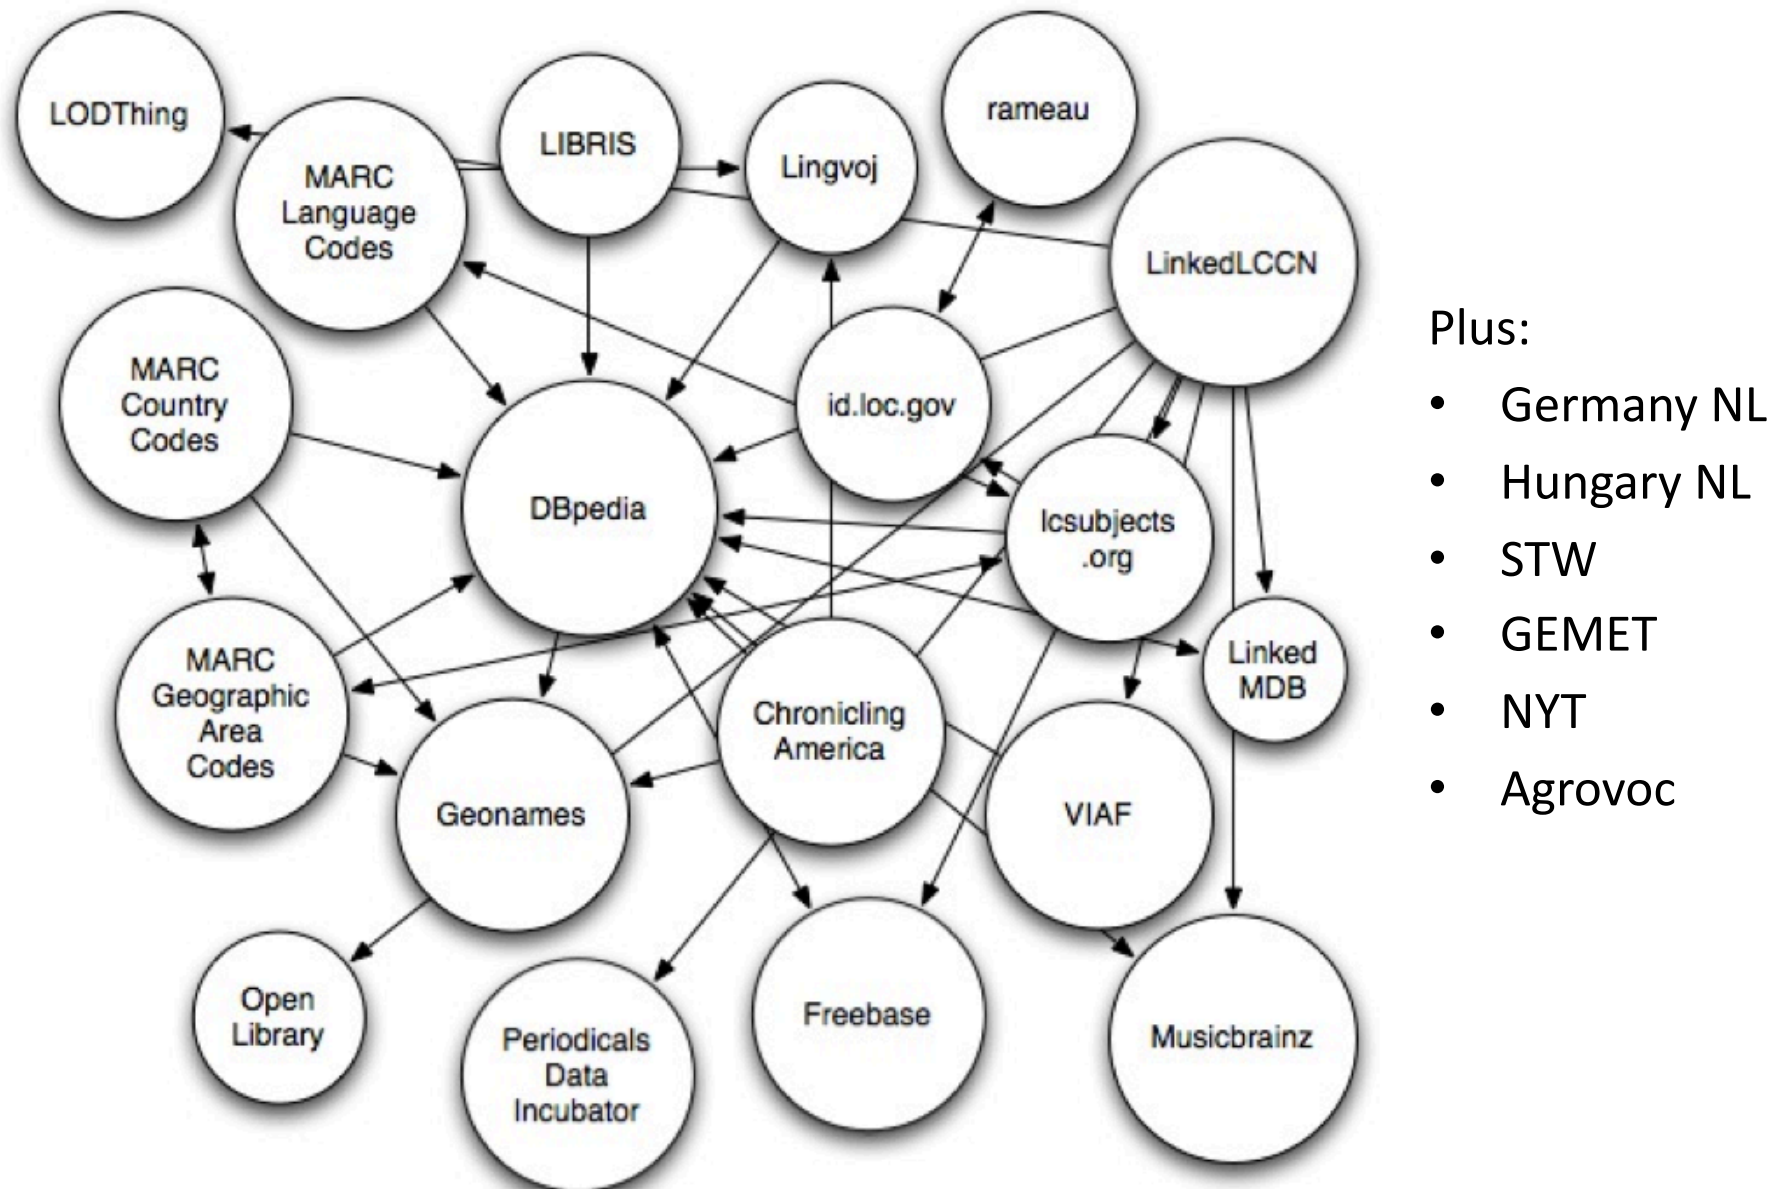 LODThing
MARC
Language
Codes
LIBRIS
Lingvoj
rameau
LinkedLCCN
MARC
Country
Codes
DBpedia
id.loc.gov
lcsubjects
.org
MARC
Geographic
Area
Codes
Geonames
Chronicling
America
VIAF
Linked
MDB
Open
Library
Periodicals
Data
Incubator
Freebase
Musicbrainz
Plus:
• Germany NL
• Hungary NL
• STW
• GEMET
• NYT
• Agrovoc